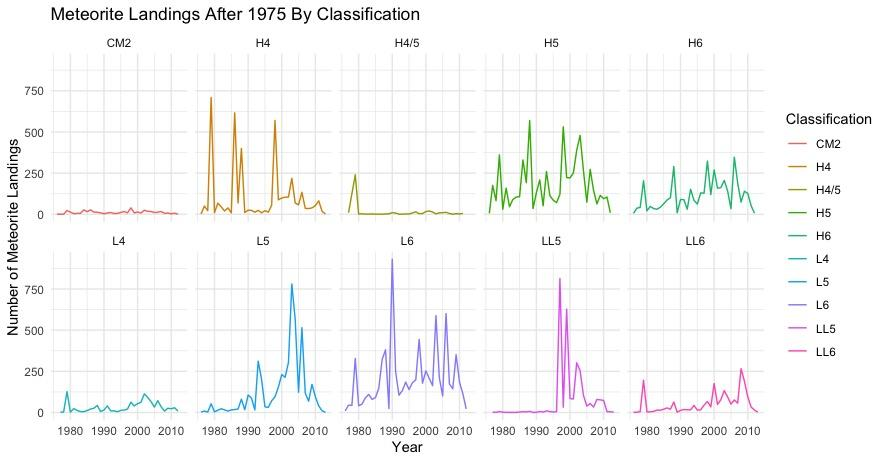 Meteorite Landings After 1975 By Classification
CM2 H4 H4/5 H5 H6
750
500
250
0
L4 L5 L6 LL5 LL6
750
500
250
0
1980 1990 2000 2010 1980 1990 2000 2010 1980 1990 2000 2010 1980 1990 2000 2010 1980 1990 2000 2010
Year
Number of Meteorite Landings
Classification
CM2
H4
H4/5
H5
H6
L4
L5
L6
LL5
LL6